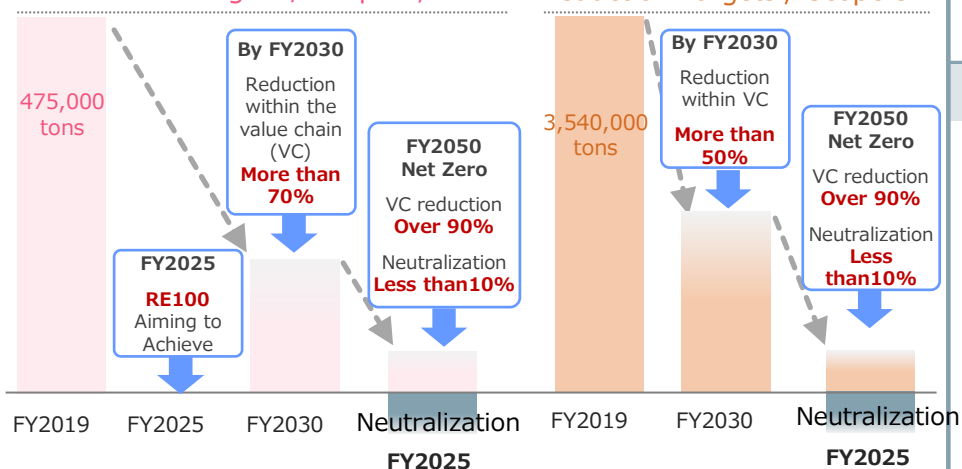 475,000
tons
By FY2030
Reduction
within the
value chain
(VC)
More than
70%
FY2050
Net Zero
VC reduction
Over 90%
Neutralization
Less than10%
FY2025
RE100
Aiming to
Achieve
FY2019
FY2025
FY2030
Neutralization
FY2025
3,540,000
tons
By FY2030
Reduction
within VC
More than
50%
FY2050
Net Zero
VC reduction
Over 90%
Neutralization
Less
than10%
FY2019
FY2030
Neutralization
FY2025